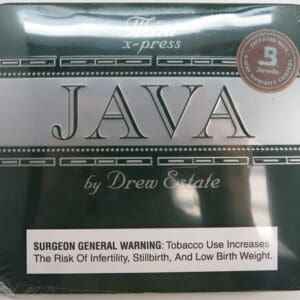 The
x-press
JAVA
by Drew Estate
SURGEON GENERAL WARNING: Tobacco Use Increases
The Risk Of Infertility, Stillbirth, And Low Birth Weight.